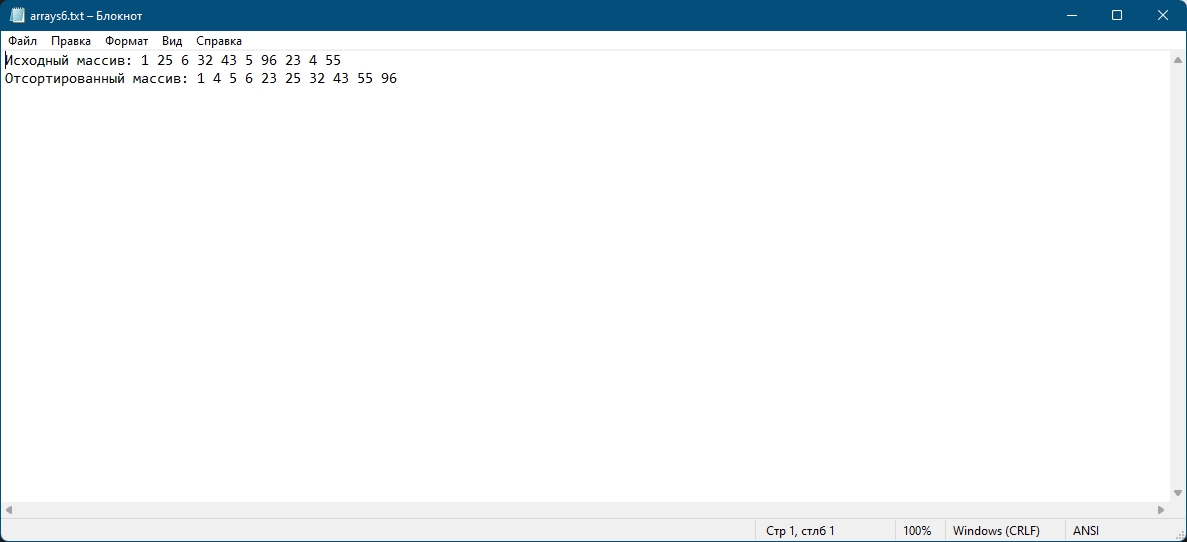 arrays6.txt – Блокнот
Файл Правка Формат Вид Справка
Исходный массив: 1 25 6 32 43 5 96 23 4 55
Отсортированный массив: 1 4 5 6 23 25 32 43 55 96
Стр 1, стлб 1 100% Windows (CRLF) ANSI